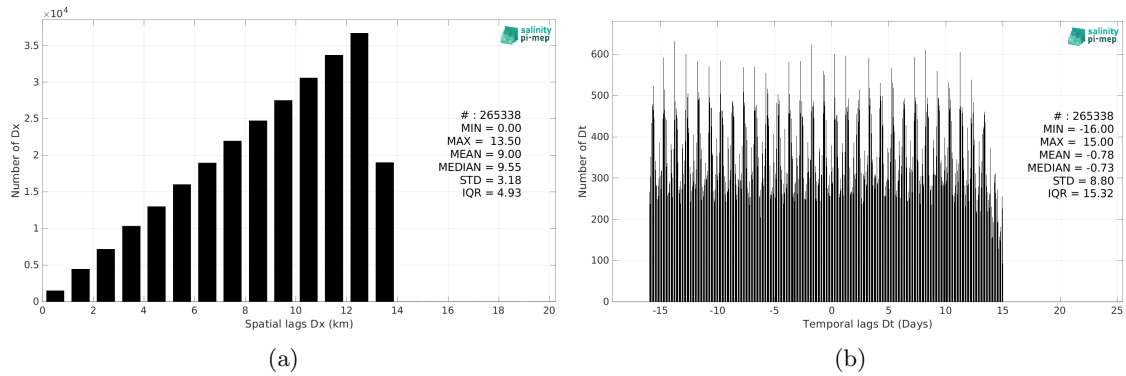 ×10⁴
3.5
3
2.5
2
1.5
1
0.5
0
Number of Dx
0 2 4 6 8 10 12 14 16 18 20
Spatial lags Dx (km)
salinity
pi-mep
# : 265338
MIN = 0.00
MAX = 13.50
MEAN = 9.00
MEDIAN = 9.55
STD = 3.18
IQR = 4.93
(a)
600
500
400
300
200
100
0
Number of Dt
-15 -10 -5 0 5 10 15 20 25
Temporal lags Dt (Days)
salinity
pi-mep
# : 265338
MIN = -16.00
MAX = 15.00
MEAN = -0.78
MEDIAN = -0.73
STD = 8.80
IQR = 15.32
(b)